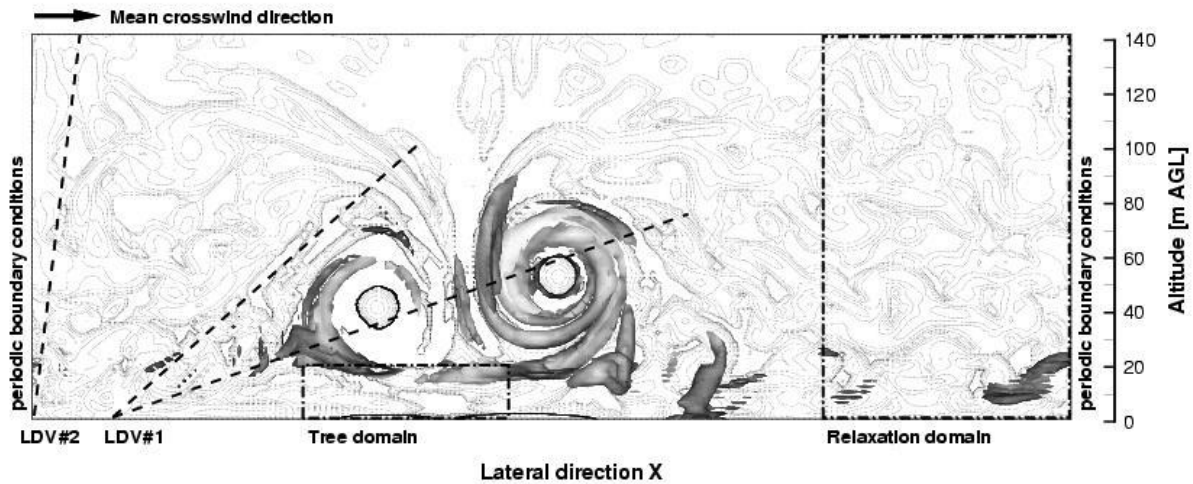 Mean crosswind direction
periodic boundary conditions
periodic boundary conditions
140
120
100
80
60
40
20
0
Altitude [m AGL]
LDV#2
LDV#1
Tree domain
Relaxation domain
Lateral direction X